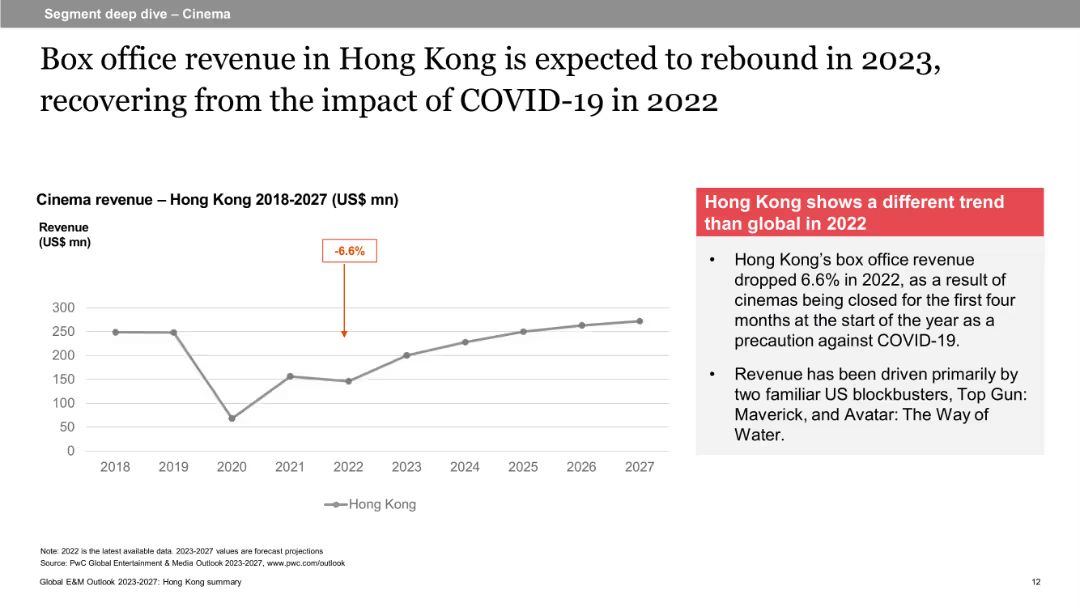 Segment deep dive – Cinema
Box office revenue in Hong Kong is expected to rebound in 2023,
recovering from the impact of COVID-19 in 2022
Cinema revenue – Hong Kong 2018-2027 (US$ mn)
Revenue
(US$ mn)
-6.6%
300
250
200
150
100
50
0
2018 2019 2020 2021 2022 2023 2024 2025 2026 2027
Hong Kong
Hong Kong shows a different trend
than global in 2022
• Hong Kong’s box office revenue
dropped 6.6% in 2022, as a result of
cinemas being closed for the first four
months at the start of the year as a
precaution against COVID-19.
• Revenue has been driven primarily by
two familiar US blockbusters, Top Gun:
Maverick, and Avatar: The Way of
Water.
Note: 2022 is the latest available data. 2023-2027 values are forecast projections
Source: PwC Global Entertainment & Media Outlook 2023-2027, www.pwc.com/outlook
Global E&M Outlook 2023-2027: Hong Kong summary
12